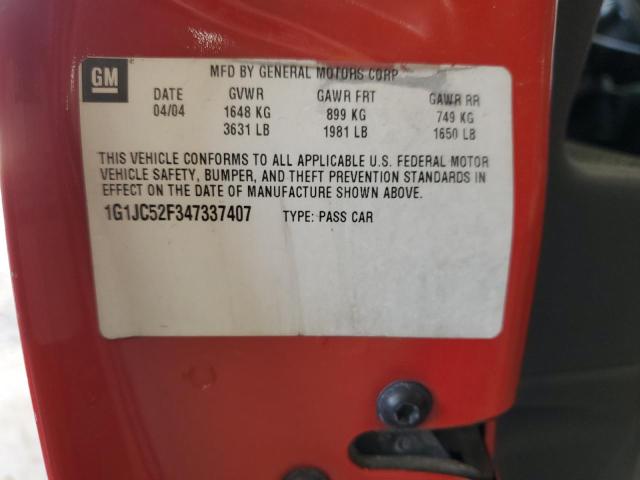 GM
MFD BY GENERAL MOTORS CORP
DATE GVWR GAWR FRT GAWR RR
04/04 1648 KG 899 KG 749 KG
3631 LB 1981 LB 1650 LB
THIS VEHICLE CONFORMS TO ALL APPLICABLE U.S. FEDERAL MOTOR
VEHICLE SAFETY, BUMPER, AND THEFT PREVENTION STANDARDS IN
EFFECT ON THE DATE OF MANUFACTURE SHOWN ABOVE.
1G1JC52F347337407 TYPE: PASS CAR